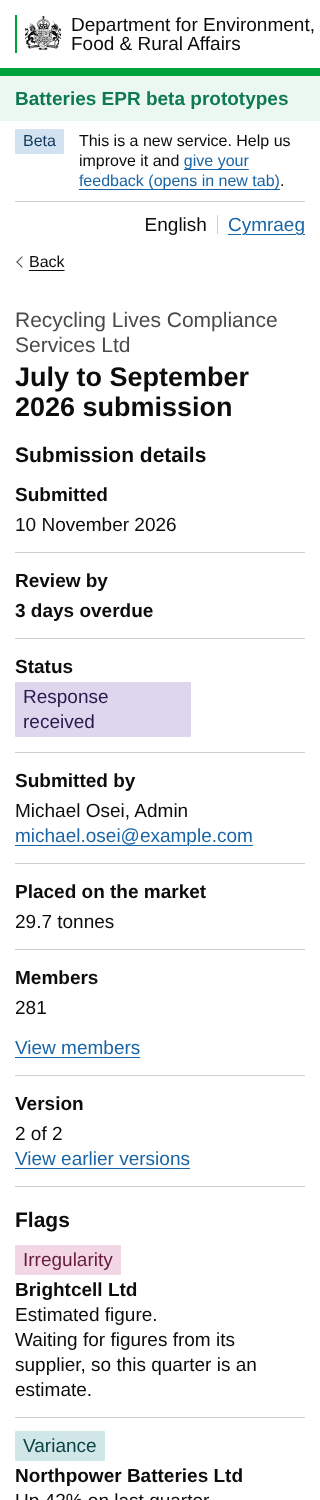 Department for Environment,
Food & Rural Affairs
Batteries EPR beta prototypes
Beta
This is a new service. Help us
improve it and give your
feedback (opens in new tab).
English
Cymraeg
Back
Recycling Lives Compliance
Services Ltd
July to September
2026 submission
Submission details
Submitted
10 November 2026
Review by
3 days overdue
Status
Response
received
Submitted by
Michael Osei, Admin
michael.osei@example.com
Placed on the market
29.7 tonnes
Members
281
View members
Version
2 of 2
View earlier versions
Flags
Irregularity
Brightcell Ltd
Estimated figure.
Waiting for figures from its
supplier, so this quarter is an
estimate.
Variance
Northpower Batteries Ltd
Up 42% on last quarter